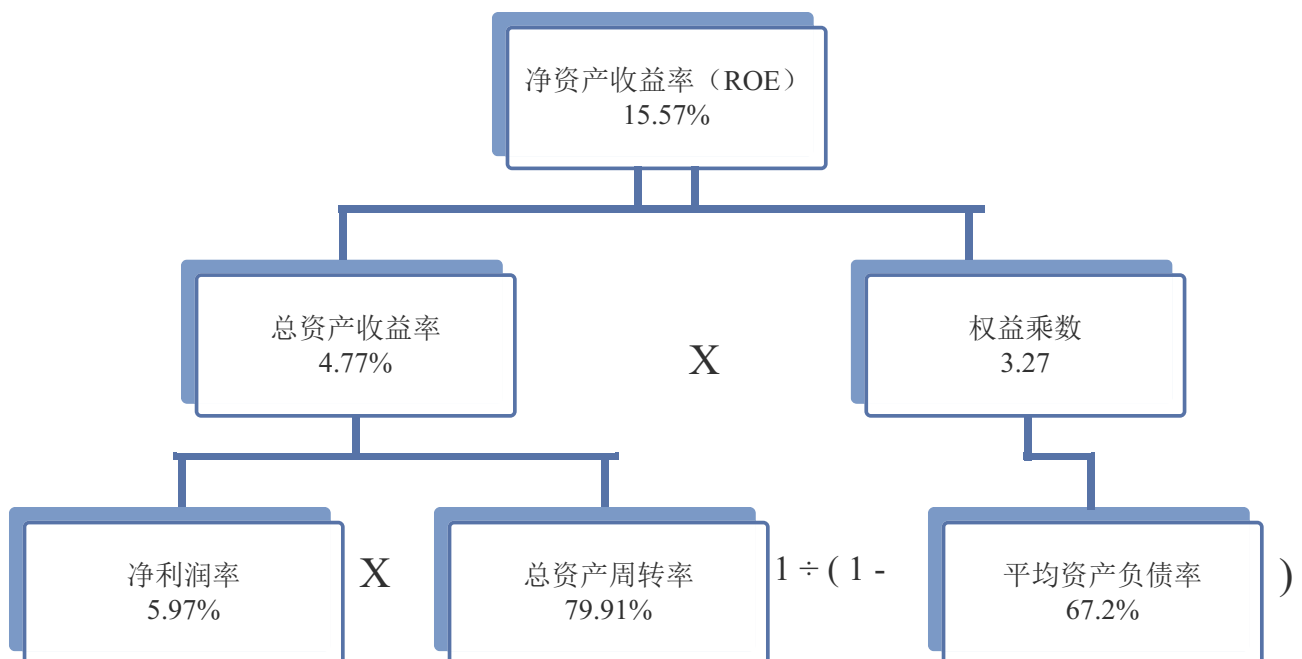 净资产收益率（ROE）
15.57%
总资产收益率
4.77%
X
权益乘数
3.27
净利润率
5.97%
X
总资产周转率
79.91%
1 ÷ ( 1 -
平均资产负债率
67.2%
)